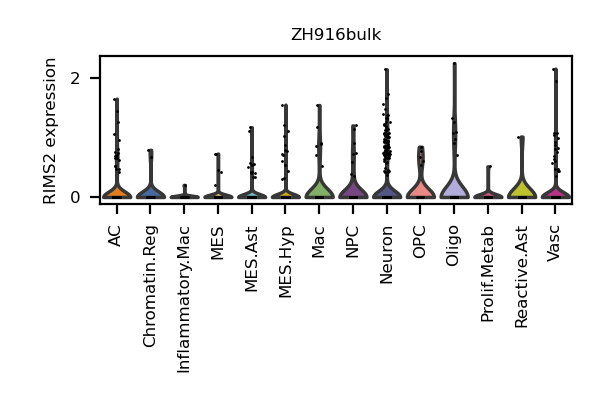 ZH916bulk
RIMS2 expression
2
0
AC
Chromatin.Reg
Inflammatory.Mac
MES
MES.Ast
MES.Hyp
Mac
NPC
Neuron
OPC
Oligo
Prolif.Metab
Reactive.Ast
Vasc